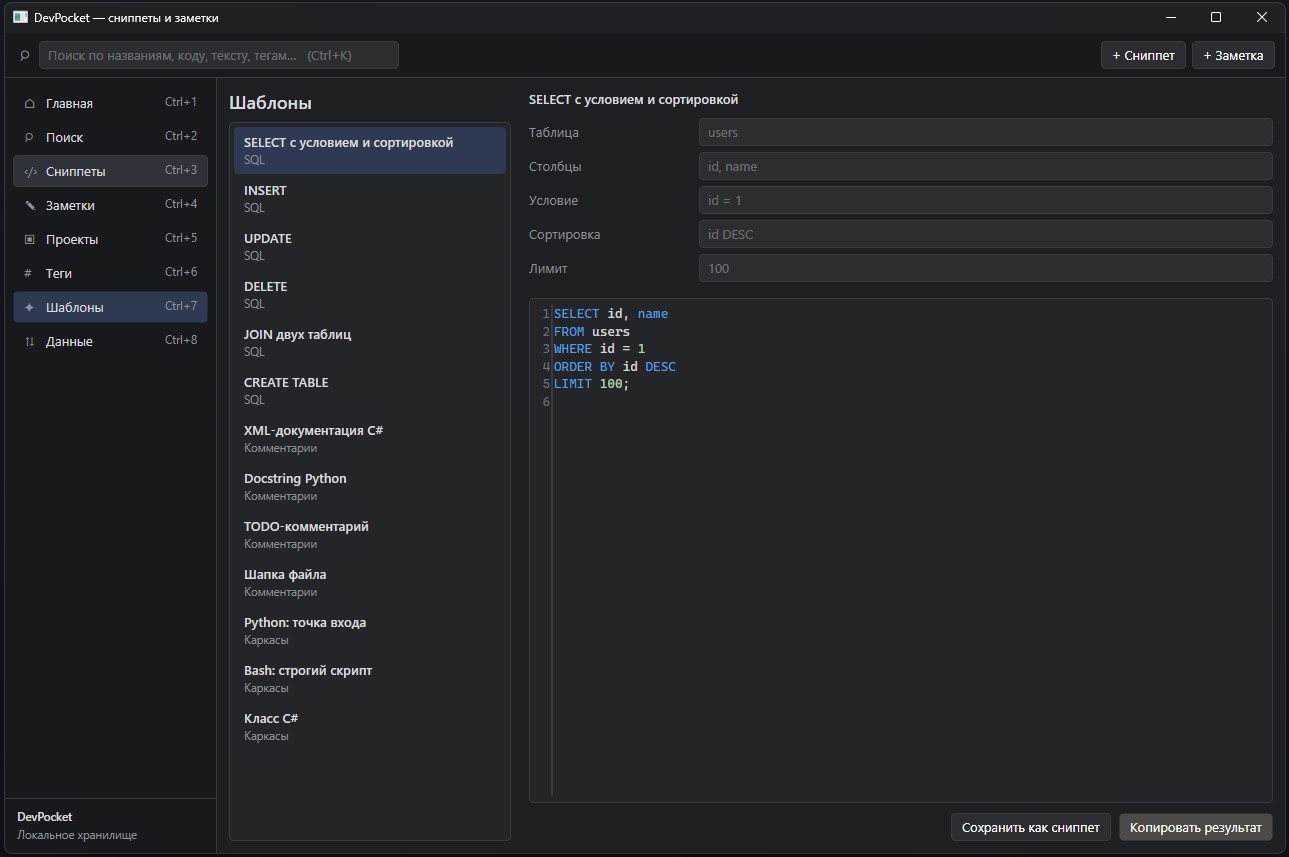 DevPocket — сниппеты и заметки
Поиск по названиям, коду, тексту, тегам... (Ctrl+K)
+ Сниппет
+ Заметка
Главная Ctrl+1
Поиск Ctrl+2
</> Сниппеты Ctrl+3
Заметки Ctrl+4
Проекты Ctrl+5
# Теги Ctrl+6
Шаблоны Ctrl+7
Данные Ctrl+8
DevPocket
Локальное хранилище
Шаблоны
SELECT с условием и сортировкой
SQL
INSERT
SQL
UPDATE
SQL
DELETE
SQL
JOIN двух таблиц
SQL
CREATE TABLE
SQL
XML-документация C#
Комментарии
Docstring Python
Комментарии
TODO-комментарий
Комментарии
Шапка файла
Комментарии
Python: точка входа
Каркасы
Bash: строгий скрипт
Каркасы
Класс C#
Каркасы
SELECT с условием и сортировкой
Таблица users
Столбцы id, name
Условие id = 1
Сортировка id DESC
Лимит 100
1 SELECT id, name
2 FROM users
3 WHERE id = 1
4 ORDER BY id DESC
5 LIMIT 100;
6
Сохранить как сниппет
Копировать результат